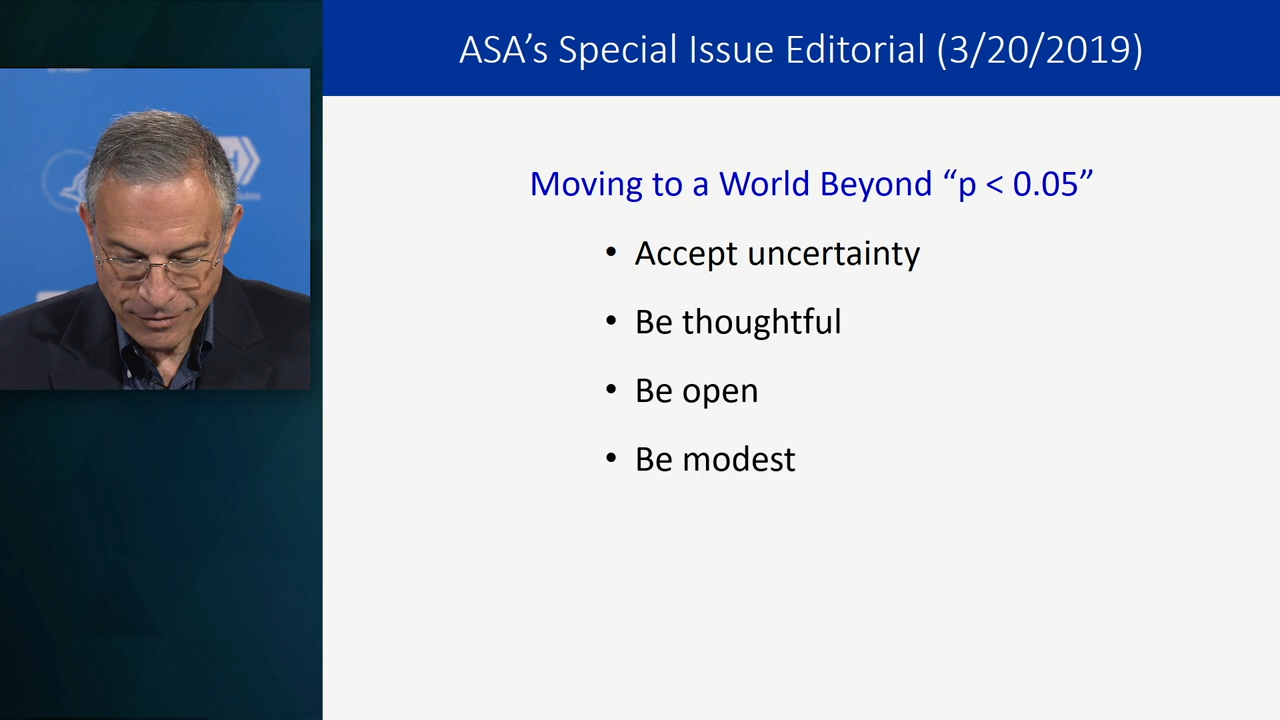 ASA’s Special Issue Editorial (3/20/2019)
Moving to a World Beyond “p < 0.05”
• Accept uncertainty
• Be thoughtful
• Be open
• Be modest